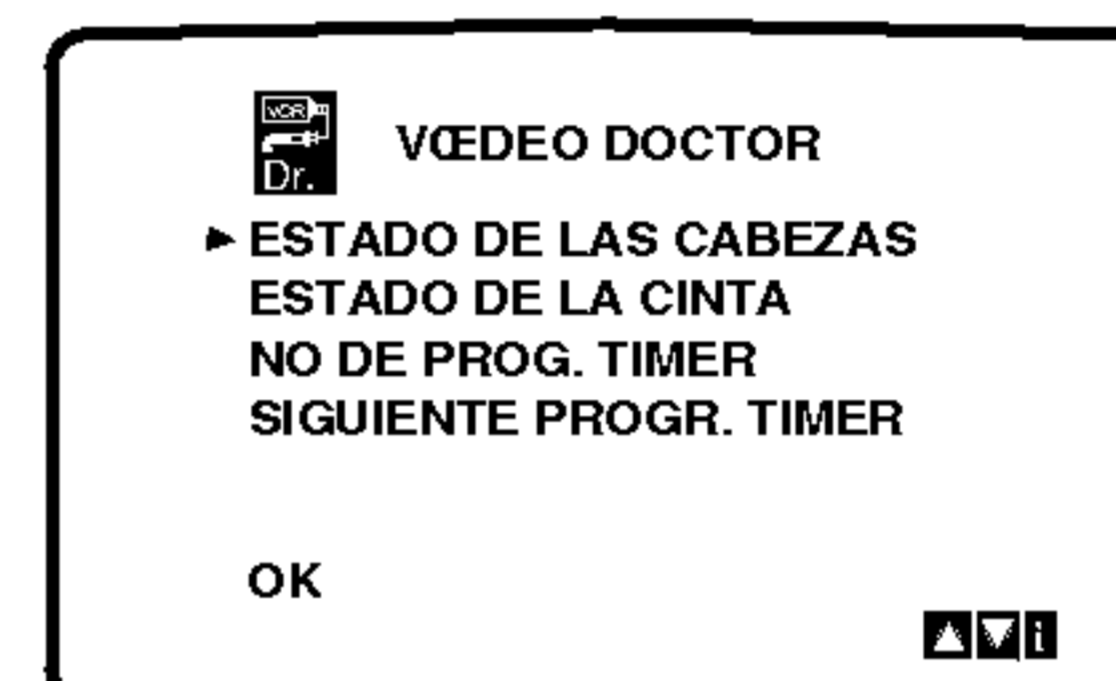 VCR
Dr.
VŒDEO DOCTOR
ESTADO DE LAS CABEZAS
ESTADO DE LA CINTA
NO DE PROG. TIMER
SIGUIENTE PROGR. TIMER
OK
i